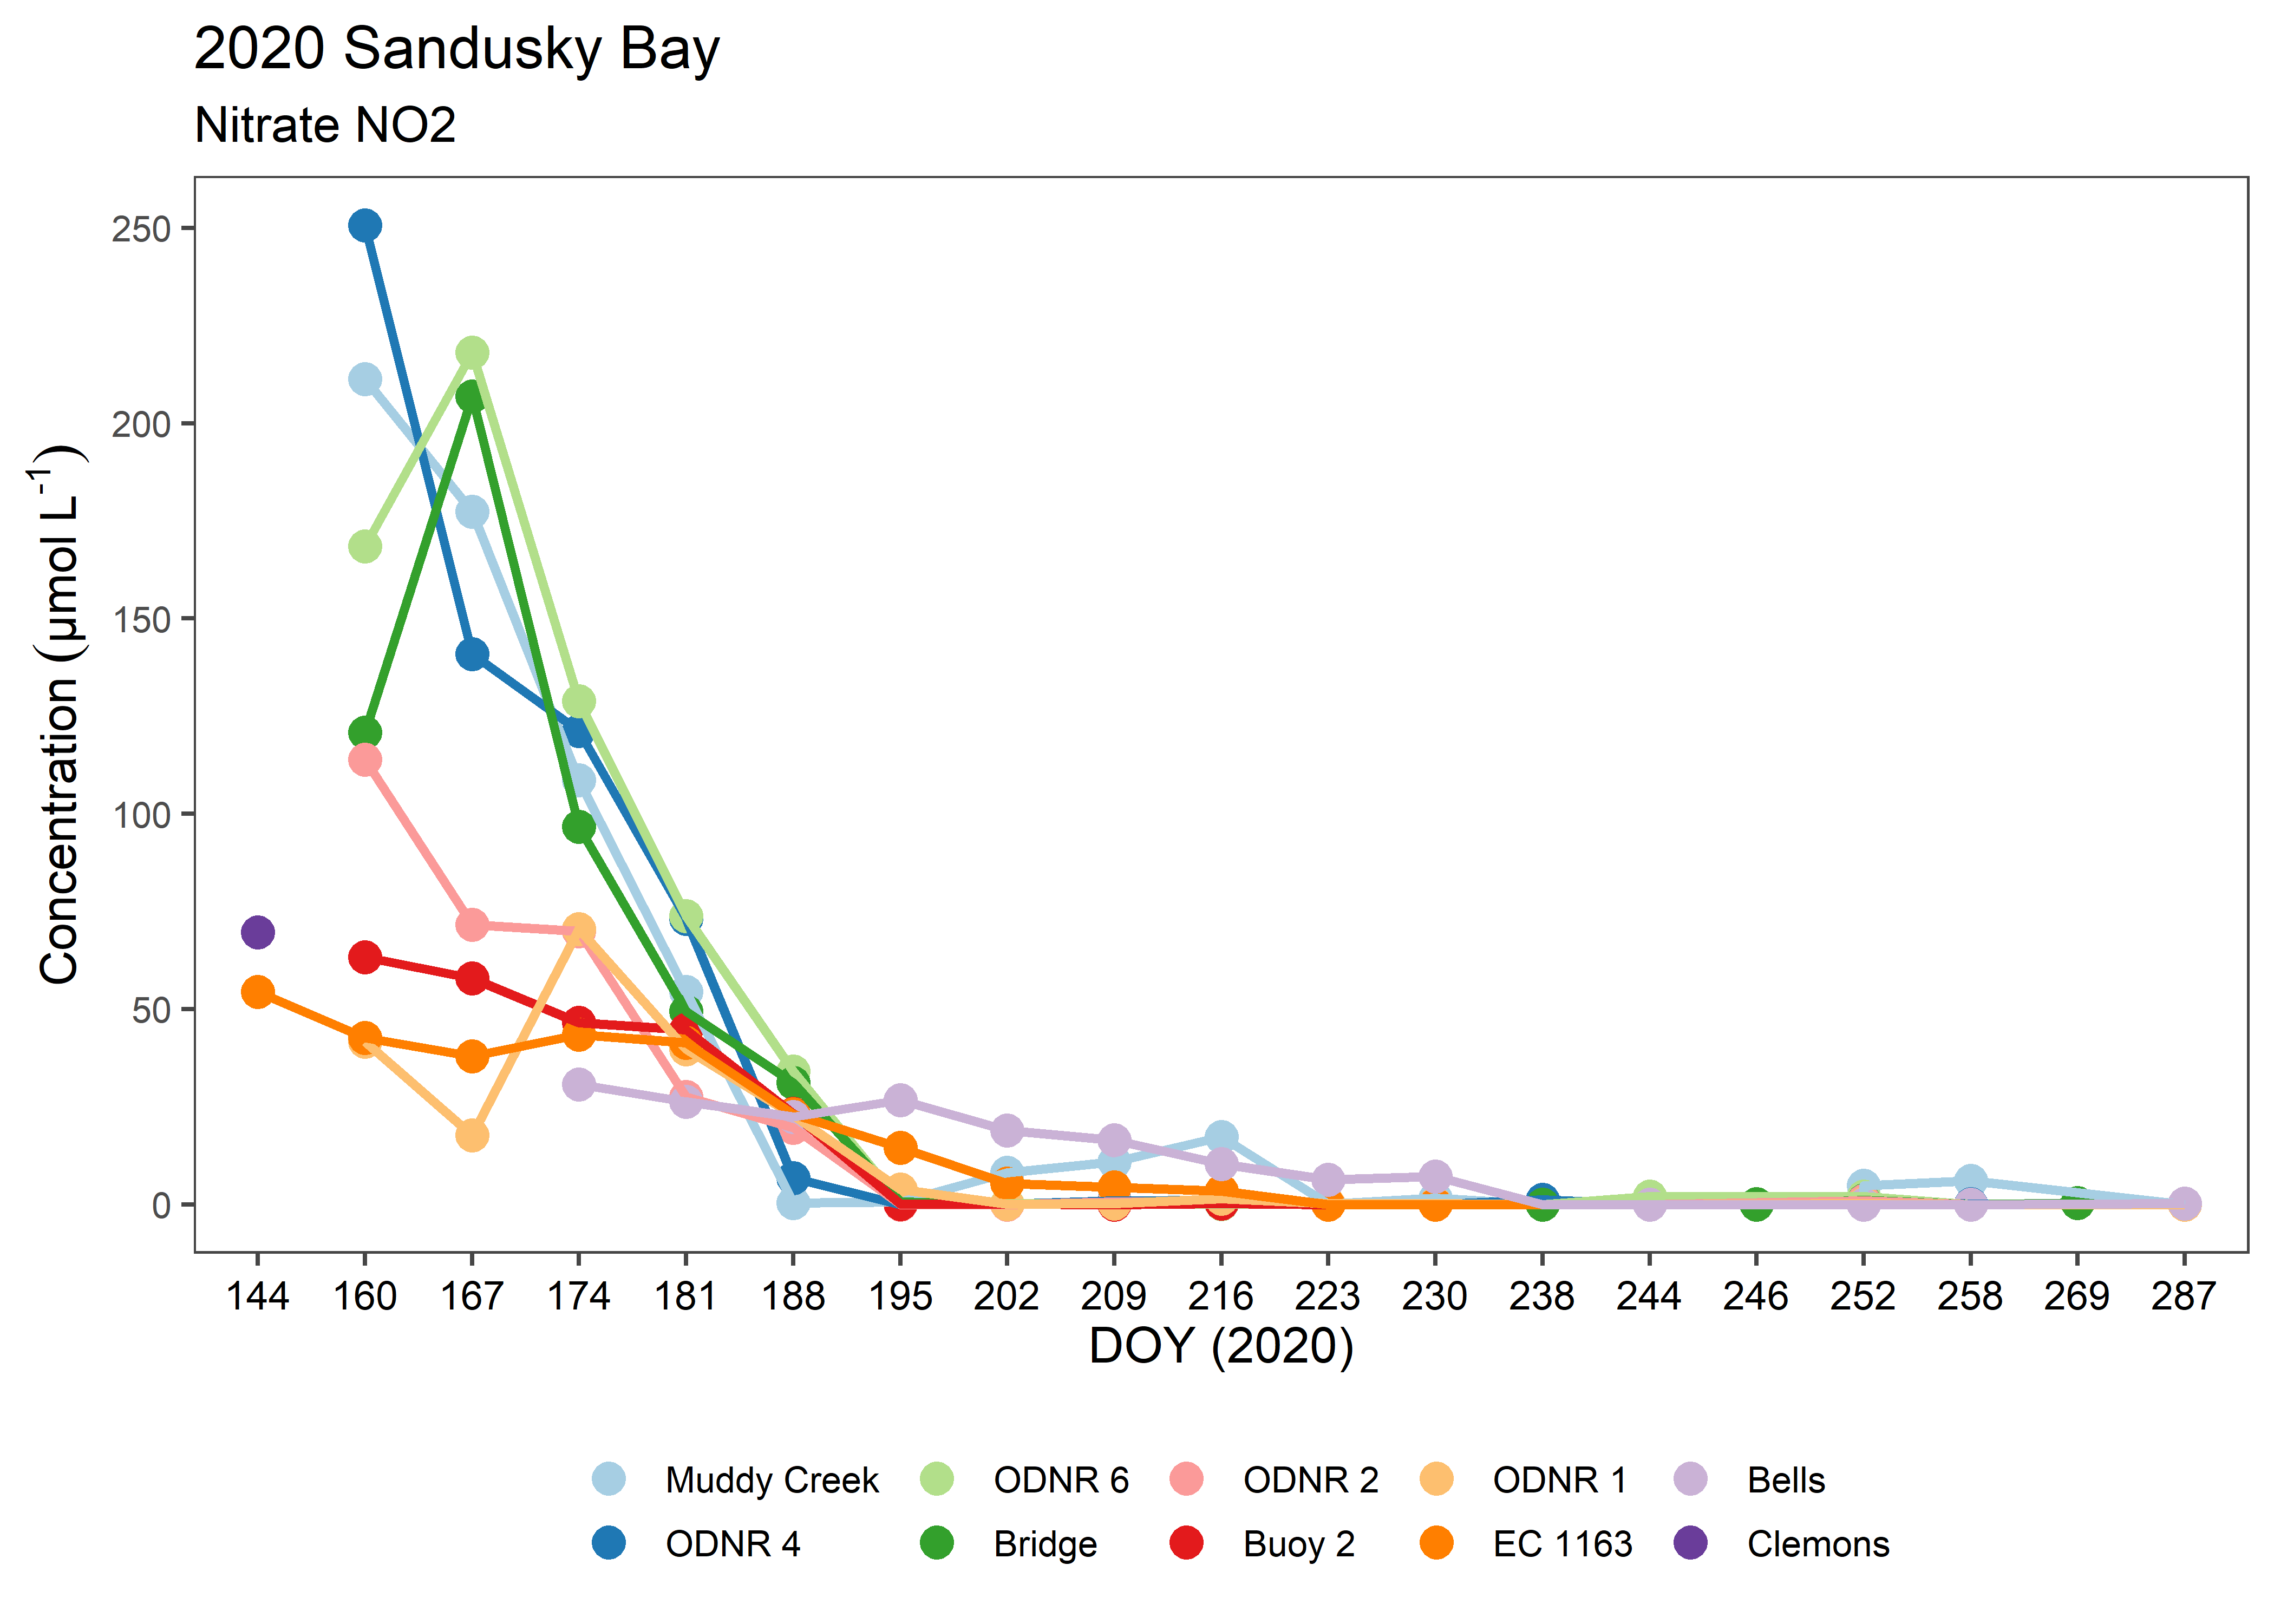 2020 Sandusky Bay
Nitrate NO2
Concentration (µmol L-1)
250
200
150
100
50
0
144 160 167 174 181 188 195 202 209 216 223 230 238 244 246 252 258 269 287
DOY (2020)
Muddy Creek ODNR 6 ODNR 2 ODNR 1 Bells
ODNR 4 Bridge Buoy 2 EC 1163 Clemons